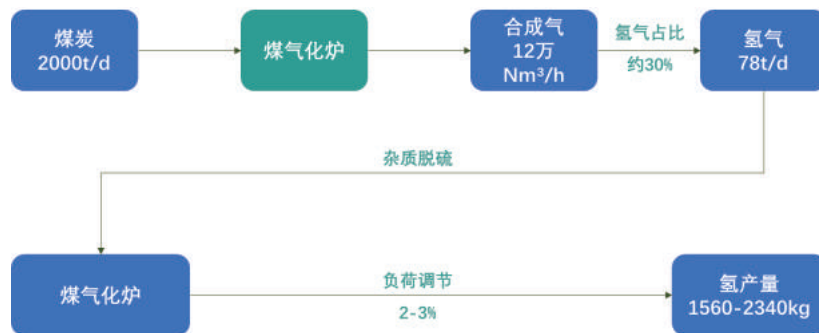 煤炭
2000t/d
煤气化炉
合成气
12万
Nm³/h
氢气占比
约30%
氢气
78t/d
杂质脱硫
煤气化炉
负荷调节
2-3%
氢产量
1560-2340kg